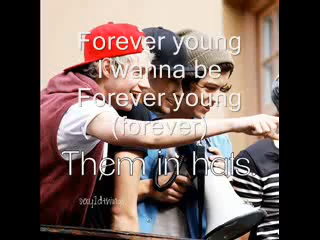 Forever young
I wanna be
Forever young
(forever)
Them in hats.